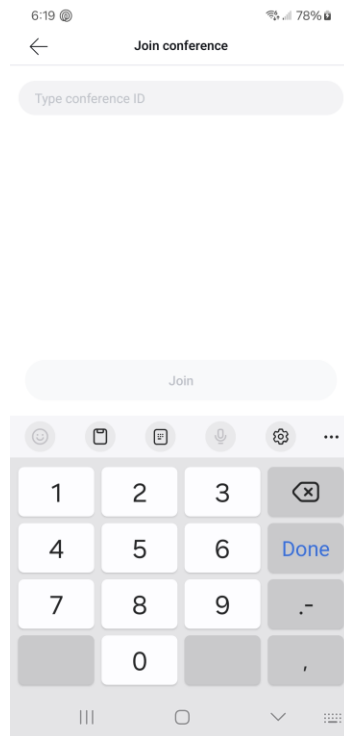 6:19 78%
Join conference
Type conference ID
Join
1 2 3
4 5 6 Done
7 8 9 .-
0 ,